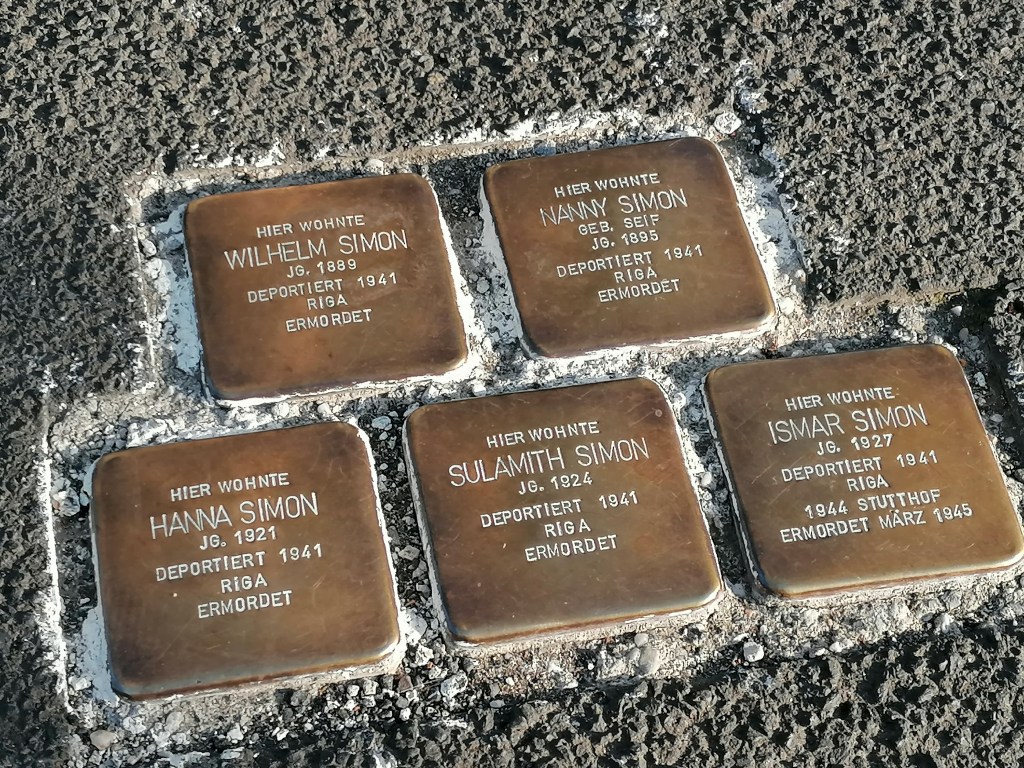 HIER WOHNTE
WILHELM SIMON
JG. 1889
DEPORTIERT 1941
RIGA
ERMORDET
HIER WOHNTE
NANNY SIMON
GEB. SEIF
JG. 1895
DEPORTIERT 1941
RIGA
ERMORDET
HIER WOHNTE
HANNA SIMON
JG. 1921
DEPORTIERT 1941
RIGA
ERMORDET
HIER WOHNTE
SULAMITH SIMON
JG. 1924
DEPORTIERT 1941
RIGA
ERMORDET
HIER WOHNTE
ISMAR SIMON
JG. 1927
DEPORTIERT 1941
RIGA
1944 STUTTHOF
ERMORDET MÄRZ 1945